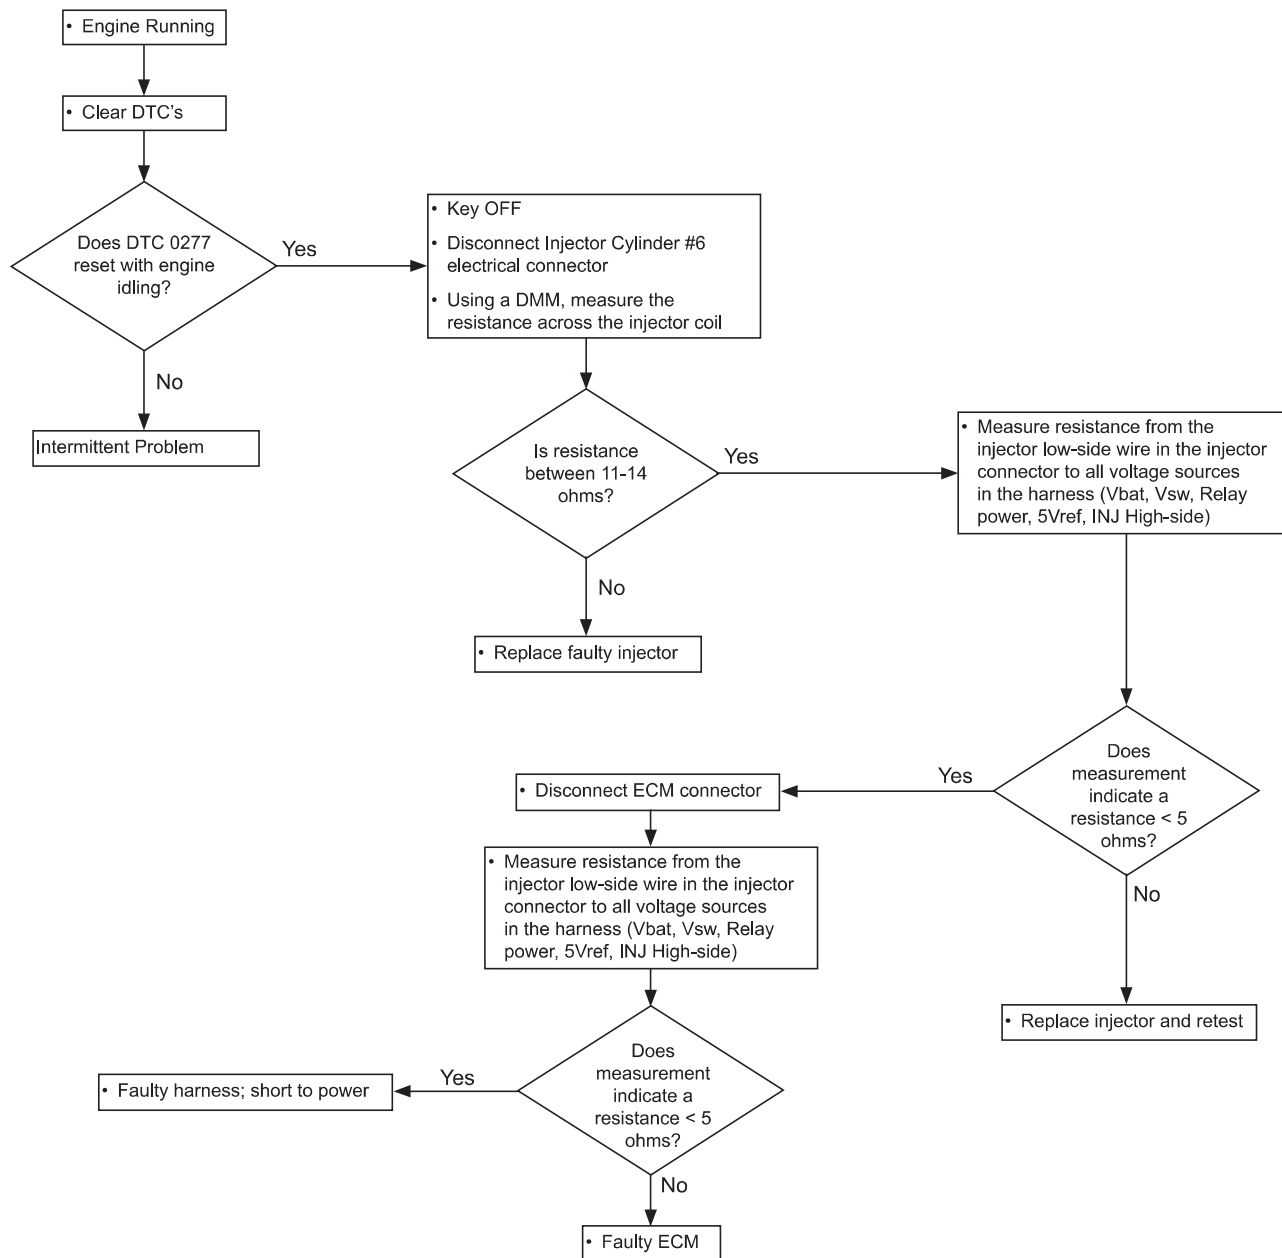 • Engine Running
• Clear DTC's
Does DTC 0277
reset with engine
idling?
Yes
No
Intermittent Problem
• Key OFF
• Disconnect Injector Cylinder #6
electrical connector
• Using a DMM, measure the
resistance across the injector coil
Is resistance
between 11-14
ohms?
Yes
No
• Replace faulty injector
• Measure resistance from the
injector low-side wire in the injector
connector to all voltage sources
in the harness (Vbat, Vsw, Relay
power, 5Vref, INJ High-side)
Does
measurement
indicate a
resistance < 5
ohms?
Yes
No
• Replace injector and retest
• Disconnect ECM connector
• Measure resistance from the
injector low-side wire in the injector
connector to all voltage sources
in the harness (Vbat, Vsw, Relay
power, 5Vref, INJ High-side)
Does
measurement
indicate a
resistance < 5
ohms?
Yes
• Faulty harness; short to power
No
• Faulty ECM